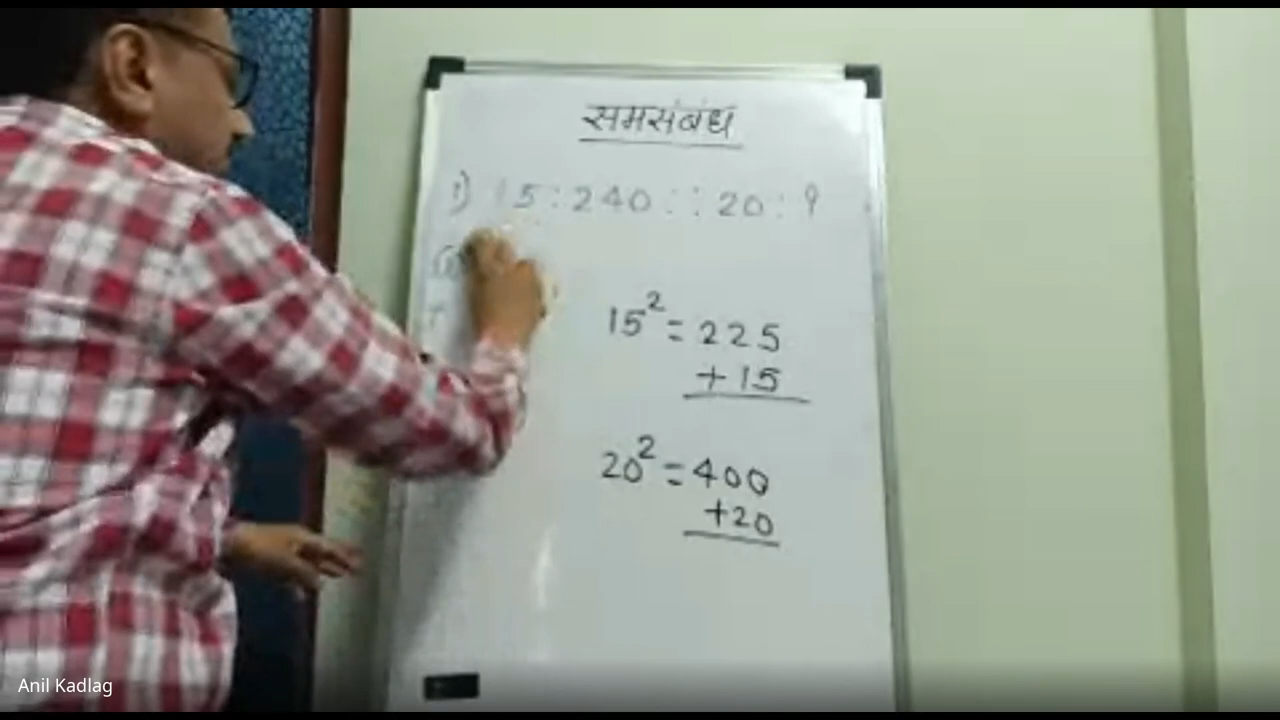 समसंबंध
1) 15 : 240 :: 20 : ?
15² = 225
+ 15
20² = 400
+20
Anil Kadlag